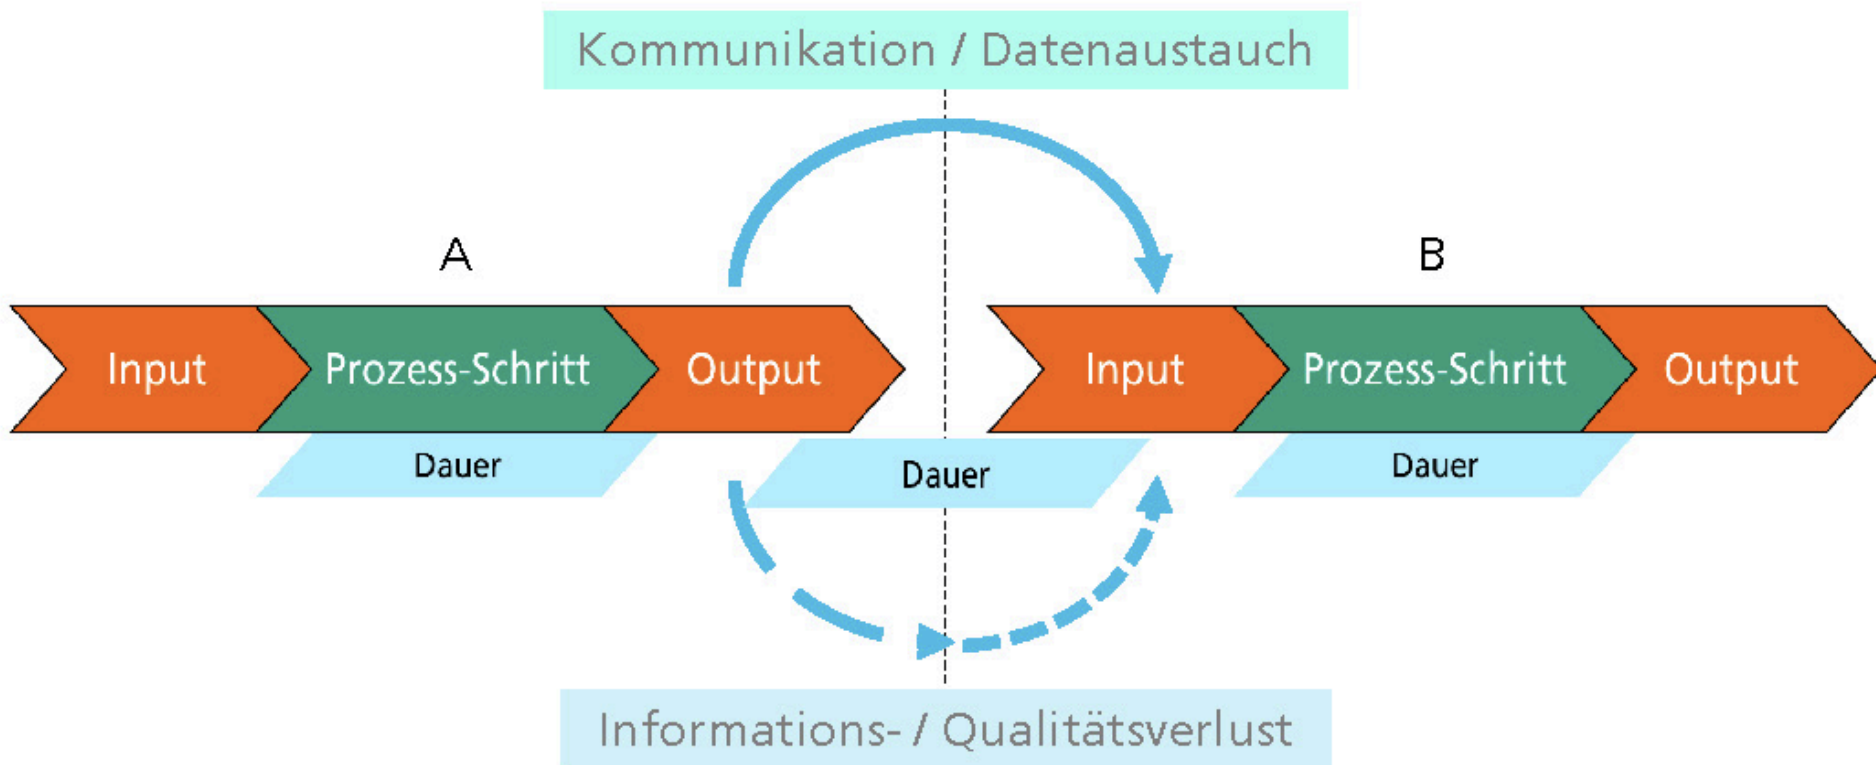 Kommunikation / Datenaustauch
A
B
Input
Prozess-Schritt
Output
Input
Prozess-Schritt
Output
Dauer
Dauer
Dauer
Informations- / Qualitätsverlust